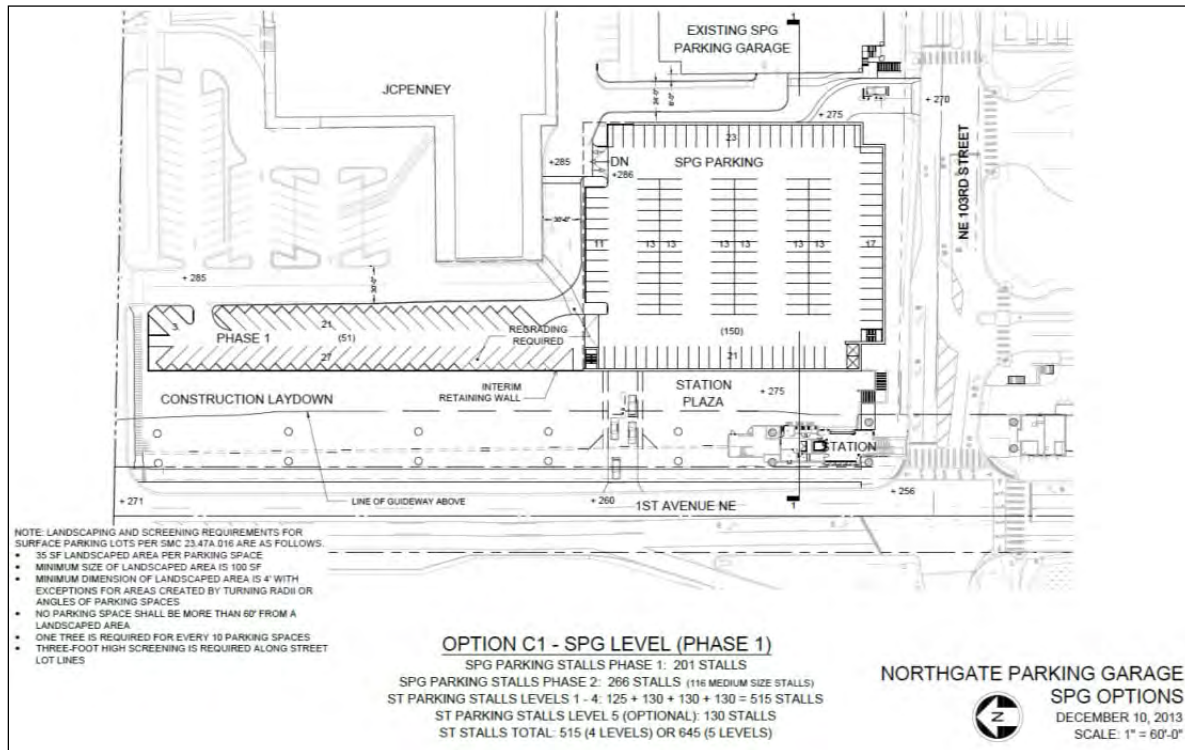 EXISTING SPG
PARKING GARAGE
JCPENNEY
1
24'-0"
+ 270
+ 275
23
NE 103RD STREET
+285
DN
SPG PARKING
+286
30'-0"
11
13
13
13
13
13
13
17
+ 285
30'-0"
3
21
PHASE 1
(51)
REGRADING
REQUIRED
(150)
27
21
INTERIM
RETAINING WALL
STATION
PLAZA
+ 275
CONSTRUCTION LAYDOWN
STATION
+ 271
LINE OF GUIDEWAY ABOVE
+ 260
1ST AVENUE NE
1
+ 256
NOTE: LANDSCAPING AND SCREENING REQUIREMENTS FOR
SURFACE PARKING LOTS PER SMC 23.47A.016 ARE AS FOLLOWS.
• 35 SF LANDSCAPED AREA PER PARKING SPACE
• MINIMUM SIZE OF LANDSCAPED AREA IS 100 SF
• MINIMUM DIMENSION OF LANDSCAPED AREA IS 4' WITH
EXCEPTIONS FOR AREAS CREATED BY TURNING RADII OR
ANGLES OF PARKING SPACES
• NO PARKING SPACE SHALL BE MORE THAN 60' FROM A
LANDSCAPED AREA
• ONE TREE IS REQUIRED FOR EVERY 10 PARKING SPACES
• THREE-FOOT HIGH SCREENING IS REQUIRED ALONG STREET
LOT LINES
OPTION C1 - SPG LEVEL (PHASE 1)
SPG PARKING STALLS PHASE 1: 201 STALLS
SPG PARKING STALLS PHASE 2: 266 STALLS (116 MEDIUM SIZE STALLS)
ST PARKING STALLS LEVELS 1 - 4: 125 + 130 + 130 + 130 = 515 STALLS
ST PARKING STALLS LEVEL 5 (OPTIONAL): 130 STALLS
ST STALLS TOTAL: 515 (4 LEVELS) OR 645 (5 LEVELS)
NORTHGATE PARKING GARAGE
SPG OPTIONS
N
DECEMBER 10, 2013
SCALE: 1" = 60'-0"